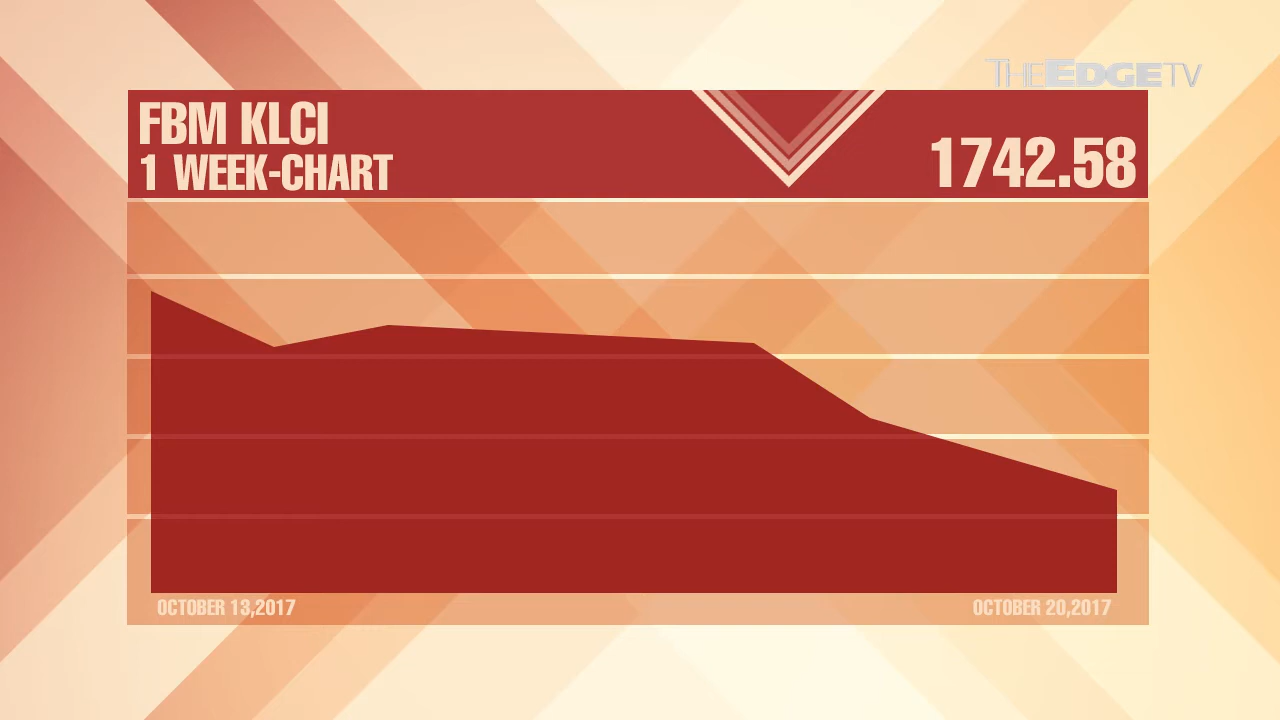 THEEDGETV
FBM KLCI
1 WEEK-CHART
1742.58
OCTOBER 13,2017
OCTOBER 20,2017